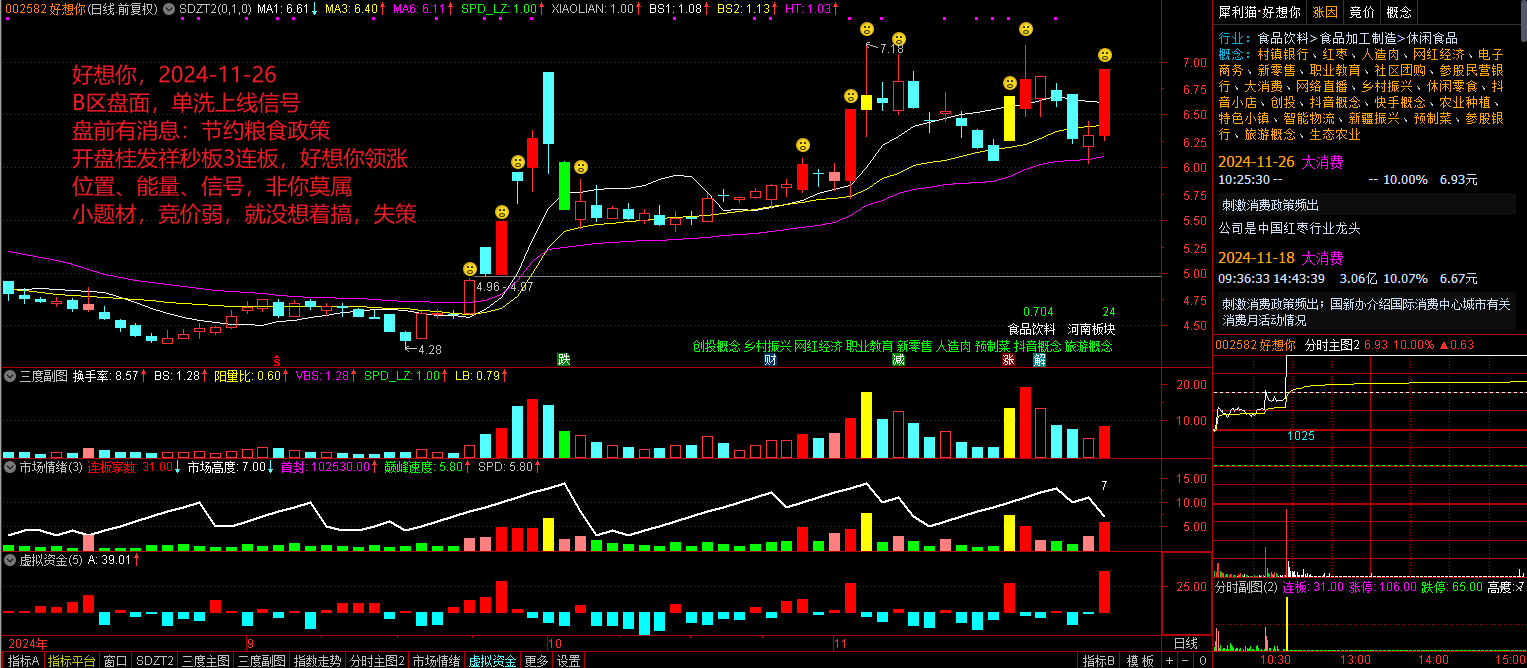 002582 好想你(日线.前复权) SDZT2(0,1,0) MA1: 6.61↓ MA3: 6.40↑ MA6: 6.11↑ SPD_LZ: 1.00↑ XIAOLIAN: 1.00↑ BS1: 1.08↑ BS2: 1.13↑ HT: 1.03↑
好想你，2024-11-26
B区盘面，单洗上线信号
盘前有消息：节约粮食政策
开盘桂发祥秒板3连板，好想你领涨
位置、能量、信号，非你莫属
小题材，竞价弱，就没想着搞，失策
7.18
4.96 - 4.97
←4.28
7.00
6.75
6.50
6.25
6.00
5.75
5.50
5.25
5.00
4.75
4.50
0.704 24
食品饮料 河南板块
创投概念 乡村振兴 网红经济 职业教育 新零售 人造肉 预制菜 抖音概念 旅游概念
ŝ 跌 财 减 涨 解
三度副图 换手率: 8.57↑ BS: 1.28↑ 阳量比: 0.60↑ VBS: 1.28↑ SPD_LZ: 1.00↑ LB: 0.79↑
20.00
10.00
市场情绪(3) 连板家数: 31.00↓ 市场高度: 7.00↓ 首封: 102530.00↑ 巅峰速度: 5.80↑ SPD: 5.80↑
7
15.00
10.00
5.00
虚拟资金(5) A: 39.01↑
25.00
2024年 9 10 11 日线
指标A 指标平台 窗口 SDZT2 三度主图 三度副图 指数走势 分时主图2 市场情绪 虚拟资金 更多 设置 指标B 模板 + - 0
犀利猫·好想你 涨因 竞价 概念
行业: 食品饮料>食品加工制造>休闲食品
概念: 村镇银行、红枣、人造肉、网红经济、电子
商务、新零售、职业教育、社区团购、参股民营银
行、大消费、网络直播、乡村振兴、休闲零食、抖
音小店、创投、抖音概念、快手概念、农业种植、
特色小镇、智能物流、新疆振兴、预制菜、参股银
行、旅游概念、生态农业
2024-11-26 大消费
10:25:30 -- -- 10.00% 6.93元
刺激消费政策频出
公司是中国红枣行业龙头
2024-11-18 大消费
09:36:33 14:43:39 3.06亿 10.07% 6.67元
刺激消费政策频出；国新办介绍国际消费中心城市有关
消费月活动情况
002582 好想你 分时主图2 6.93 10.00% ▲0.63
1025
分时副图(2) 连板: 31.00 涨停: 106.00 跌停: 65.00 高度: 7
10:30 13:00 14:00 15:00